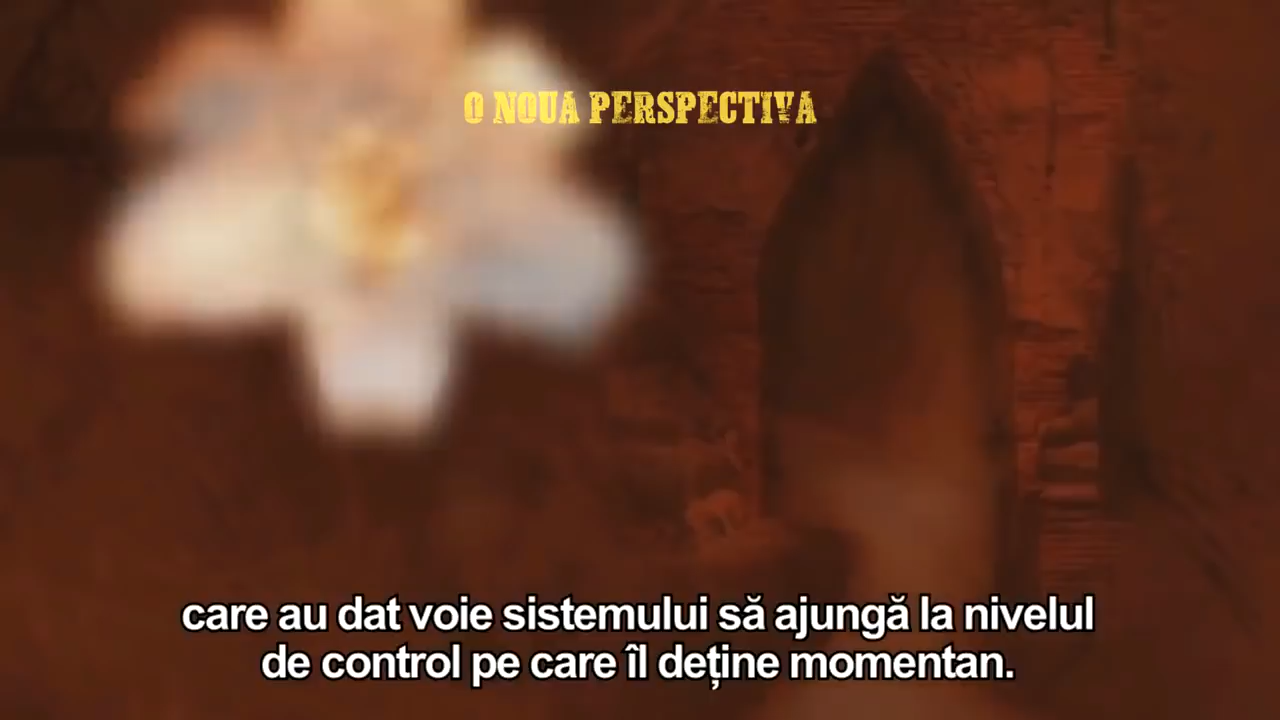 O NOUA PERSPECTIVA
care au dat voie sistemului să ajungă la nivelul
de control pe care îl deține momentan.